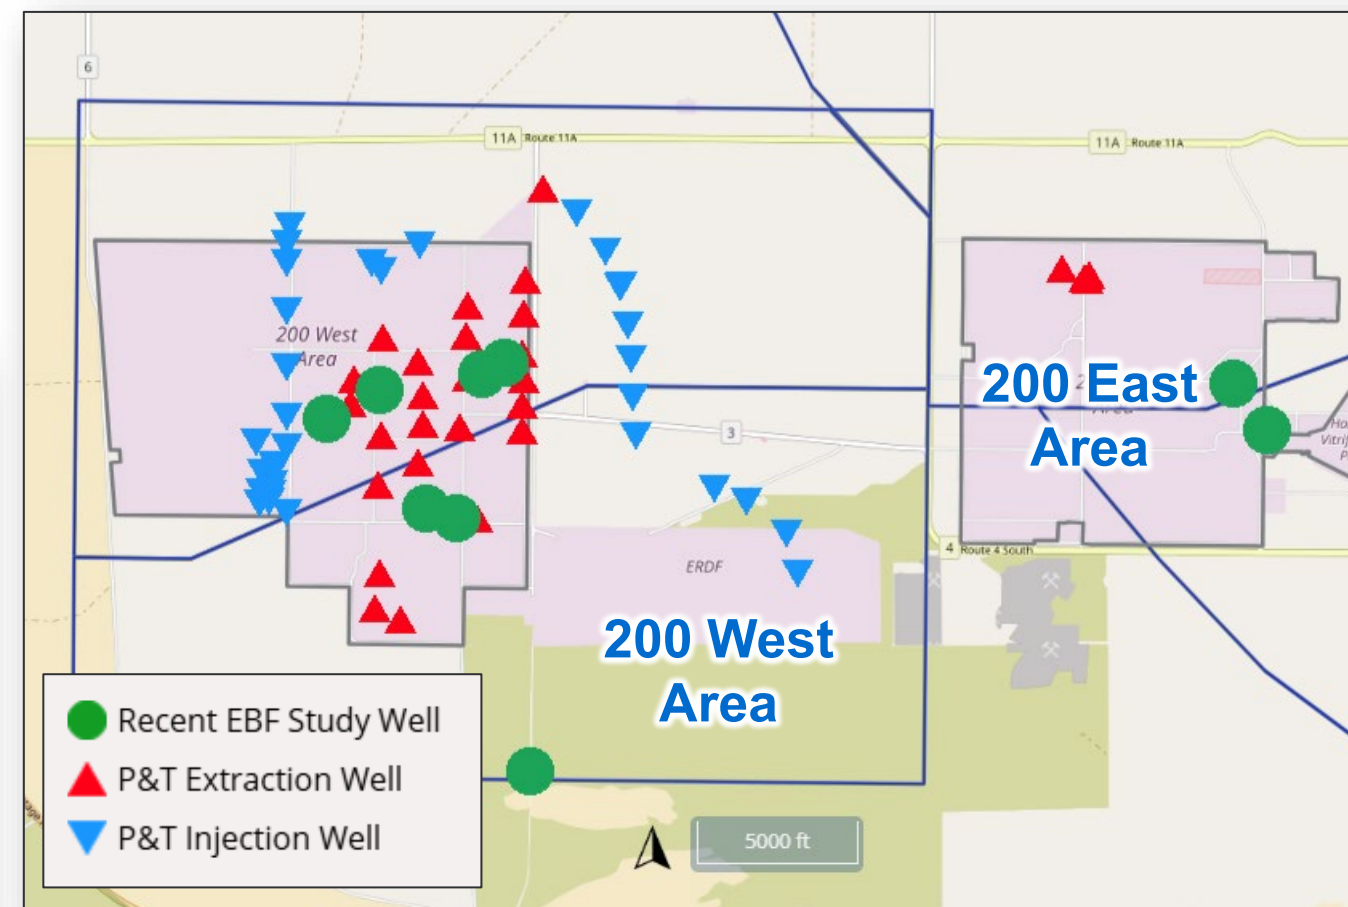 6
11A Route 11A
11A Route 11A
200 West
Area
200 East
Area
3
4 Route 4 South
ERDF
200 West
Area
Recent EBF Study Well
P&T Extraction Well
P&T Injection Well
5000 ft